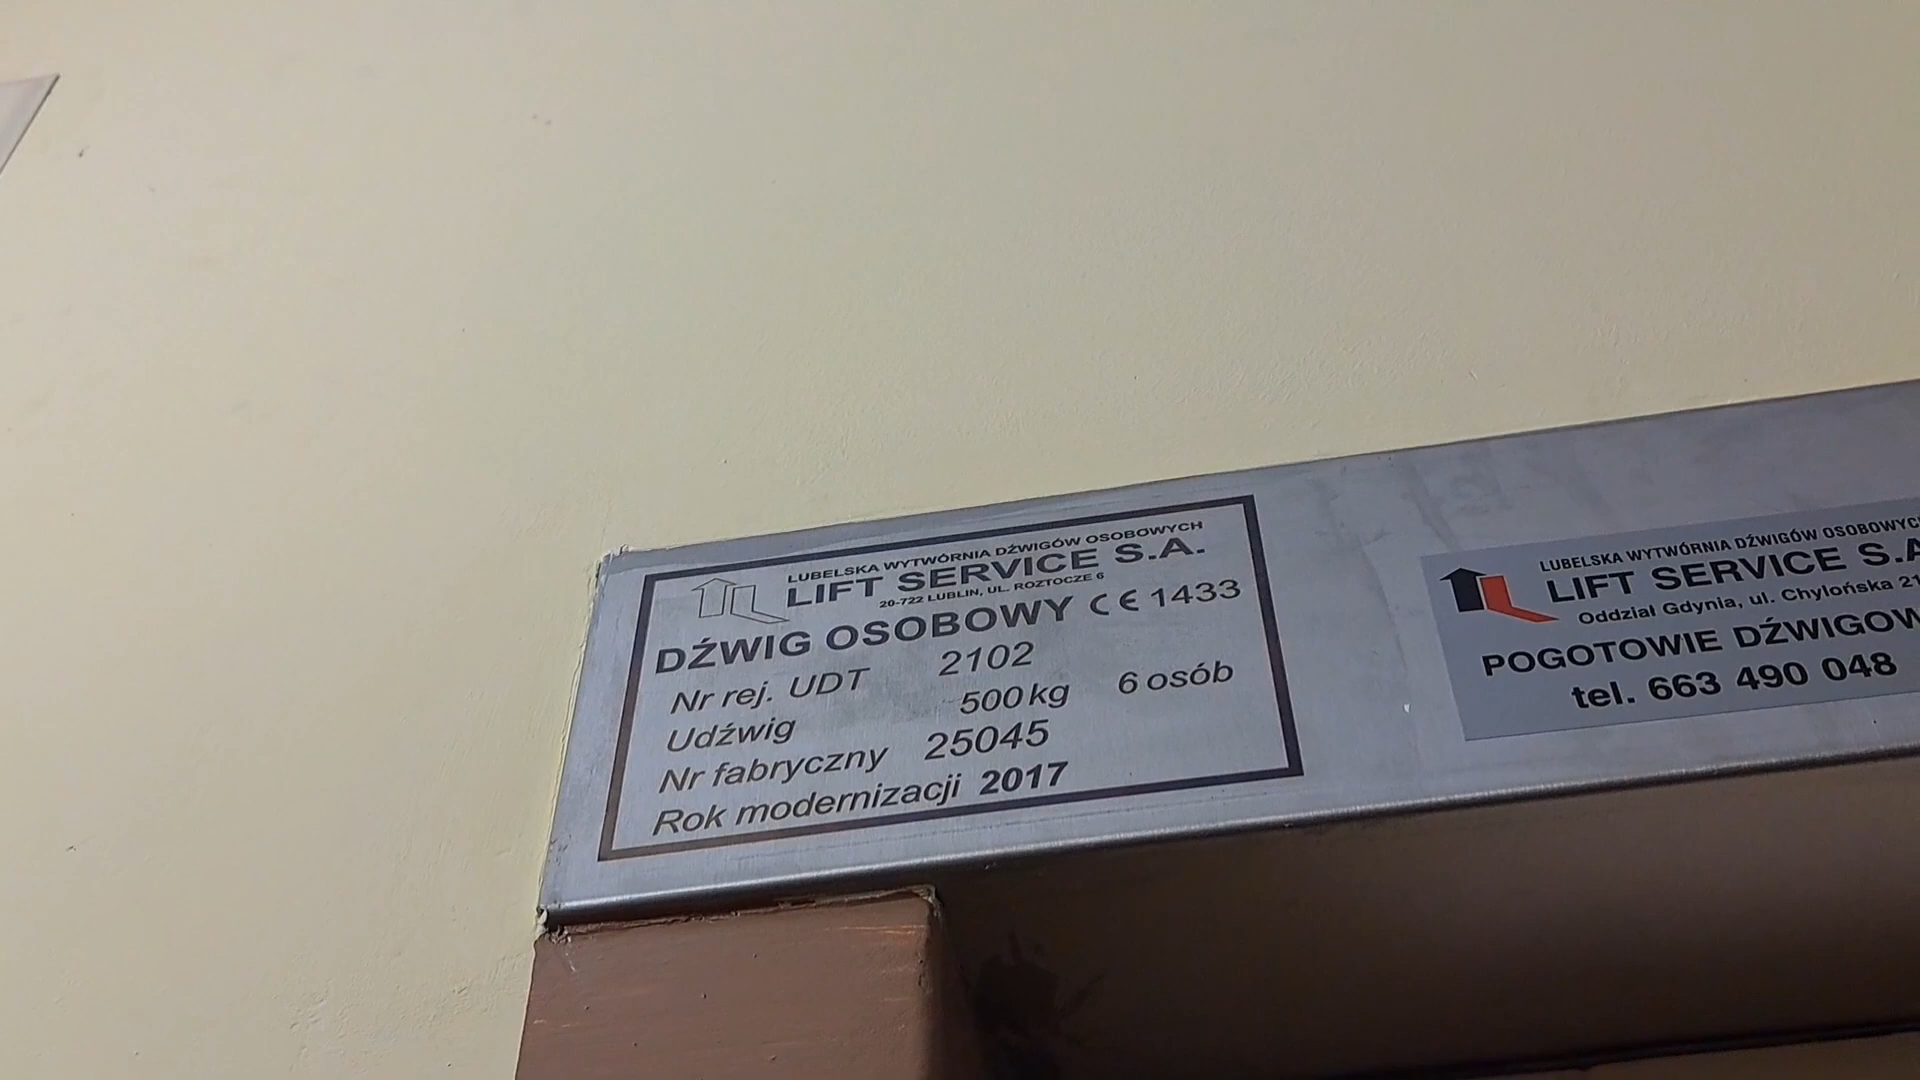 LUBELSKA WYTWÓRNIA DŹWIGÓW OSOBOWYCH
LIFT SERVICE S.A.
20-722 LUBLIN, UL. ROZTOCZE 6
DŹWIG OSOBOWY CE 1433
Nr rej. UDT 2102
Udźwig 500 kg 6 osób
Nr fabryczny 25045
Rok modernizacji 2017
LUBELSKA WYTWÓRNIA DŹWIGÓW OSOBOWYC
LIFT SERVICE S.A
Oddział Gdynia, ul. Chylońska 21
POGOTOWIE DŹWIGOW
tel. 663 490 048